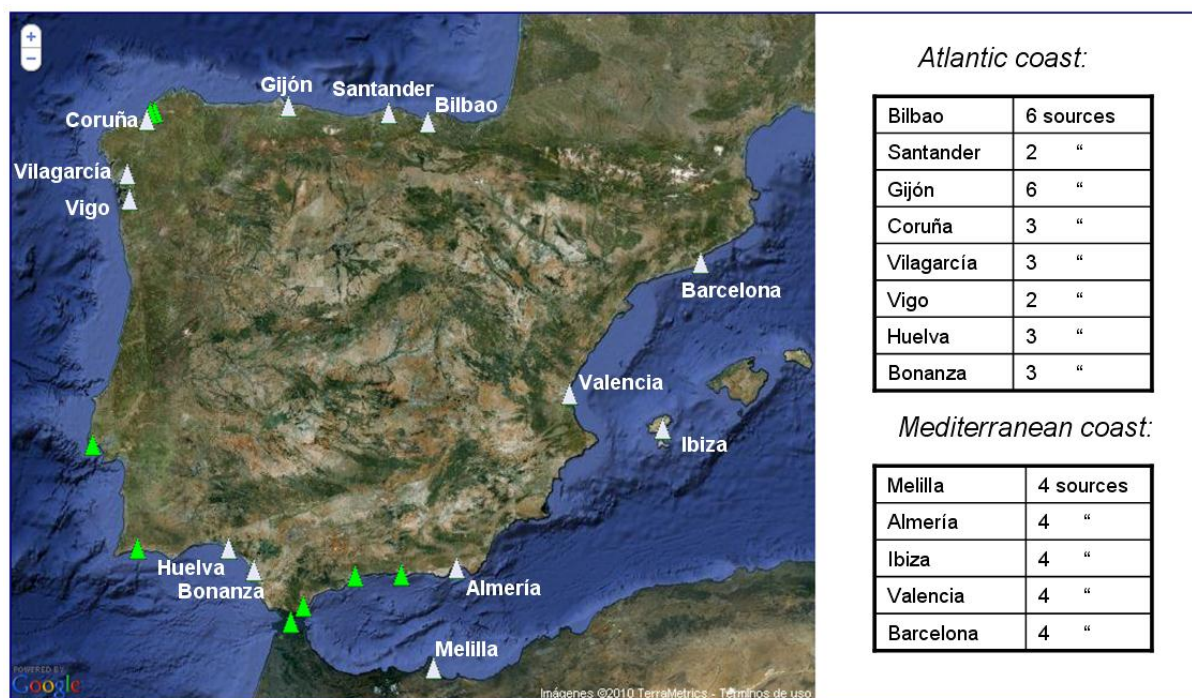 +
−
Gijón
Santander
Bilbao
Coruña
Vilagarcía
Vigo
Barcelona
Valencia
Ibiza
Huelva
Bonanza
Almería
Melilla
POWERED BY
Google
Imágenes ©2010 TerraMetrics - Términos de uso
Atlantic coast:
Bilbao 6 sources
Santander 2 “
Gijón 6 “
Coruña 3 “
Vilagarcía 3 “
Vigo 2 “
Huelva 3 “
Bonanza 3 “
Mediterranean coast:
Melilla 4 sources
Almería 4 “
Ibiza 4 “
Valencia 4 “
Barcelona 4 “